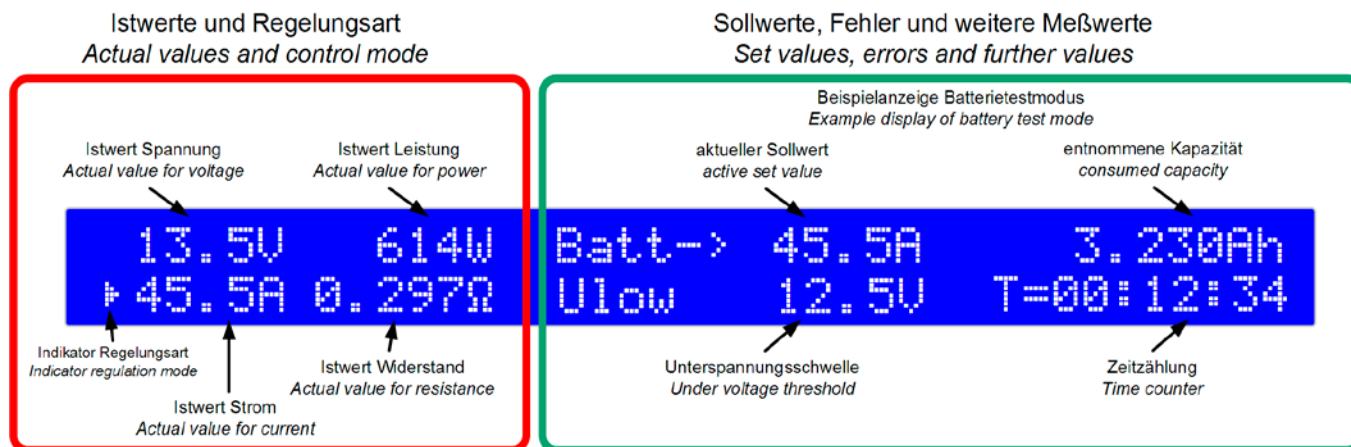 Istwerte und Regelungsart
Actual values and control mode
Sollwerte, Fehler und weitere Meßwerte
Set values, errors and further values
Beispielanzeige Batterietestmodus
Example display of battery test mode
Istwert Spannung
Actual value for voltage
Istwert Leistung
Actual value for power
aktueller Sollwert
active set value
entnommene Kapazität
consumed capacity
13.5V 614W Batt-> 45.5A 3.230Ah
45.5A 0.297Ω Ulow 12.5V T=00:12:34
Indikator Regelungsart
Indicator regulation mode
Istwert Strom
Actual value for current
Istwert Widerstand
Actual value for resistance
Unterspannungsschwelle
Under voltage threshold
Zeitzählung
Time counter